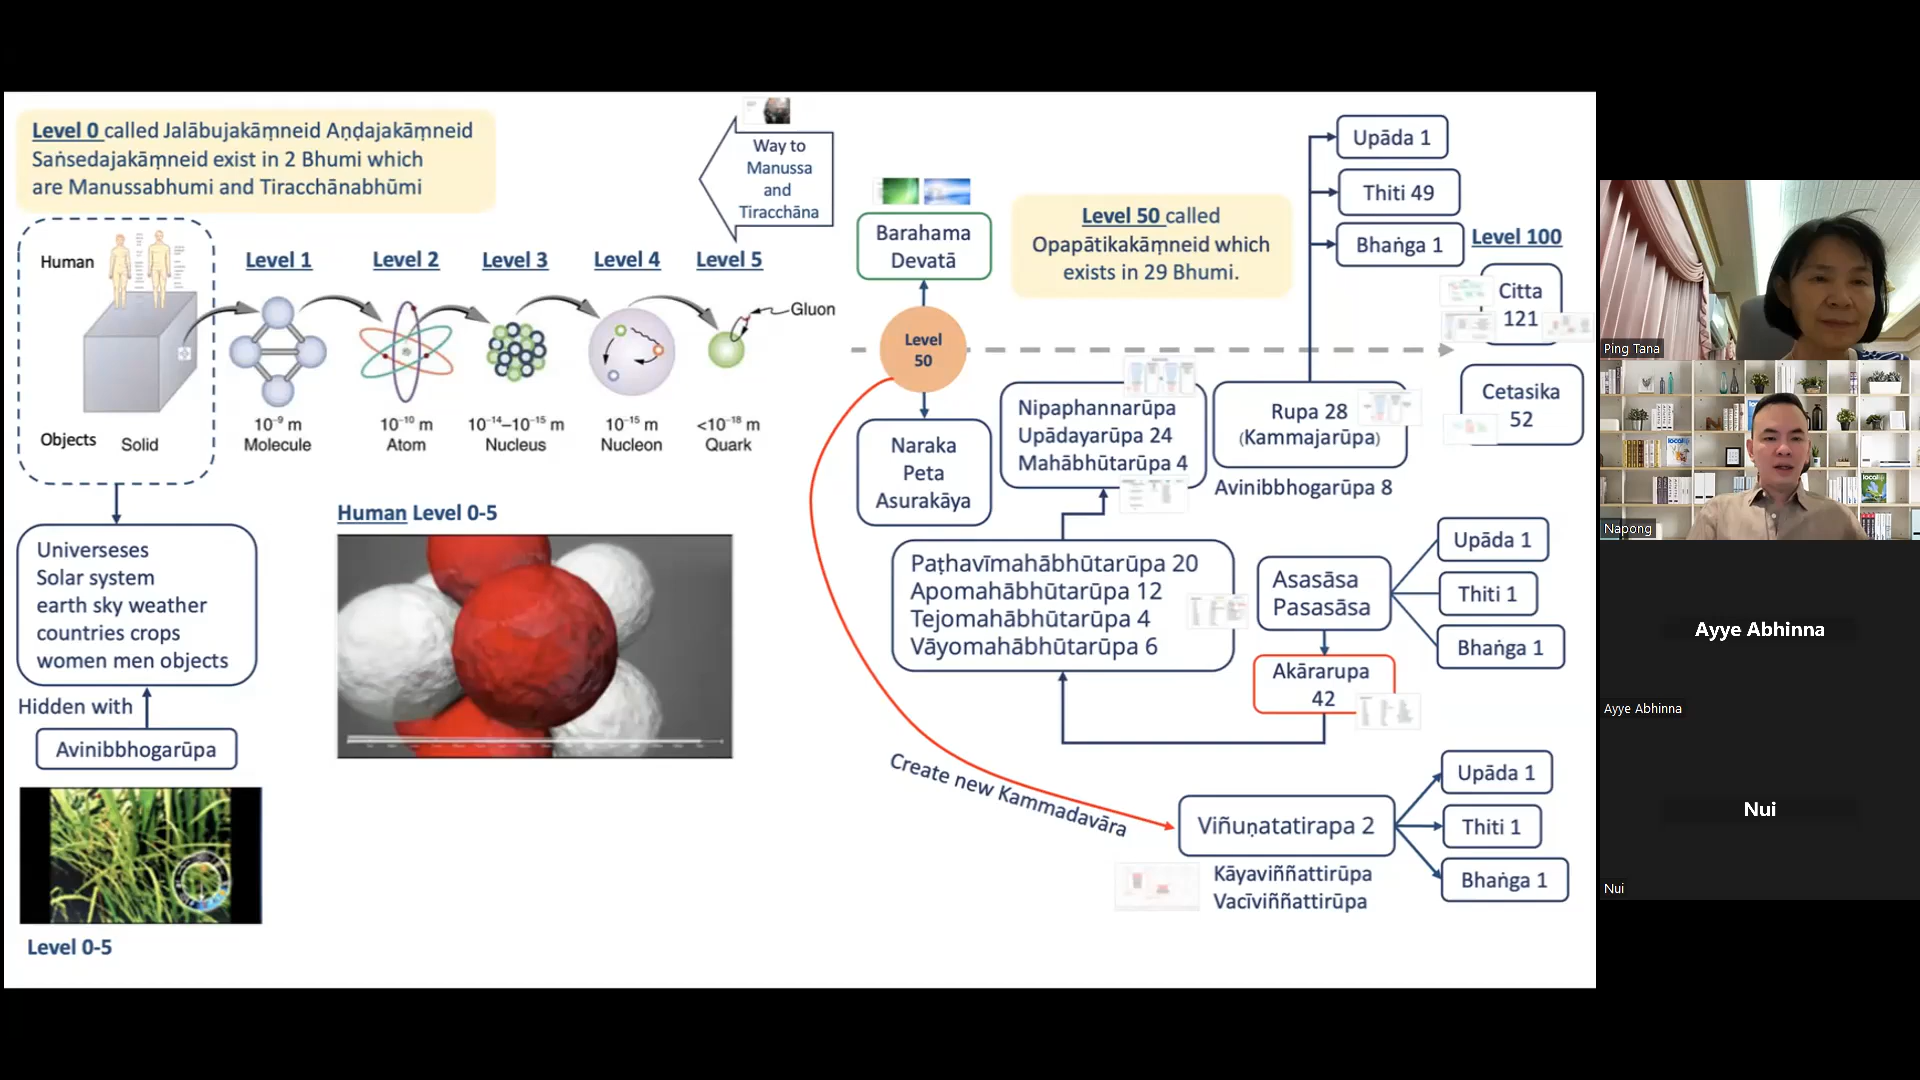 Level 0 called Jalābujakāṃneid Aṇḍajakāṃneid
Saṅsedajakāṃneid exist in 2 Bhumi which
are Manussabhumi and Tiracchānabhūmi
Human
Objects
Solid
Level 1
10⁻⁹ m
Molecule
Level 2
10⁻¹⁰ m
Atom
Level 3
10⁻¹⁴–10⁻¹⁵ m
Nucleus
Level 4
10⁻¹⁵ m
Nucleon
Level 5
Gluon
<10⁻¹⁸ m
Quark
Way to
Manussa
and
Tiracchāna
Universeses
Solar system
earth sky weather
countries crops
women men objects
Hidden with
Avinibbhogarūpa
Level 0-5
Human Level 0-5
Barahama
Devatā
Level
50
Naraka
Peta
Asurakāya
Level 50 called
Opapātikakāṃneid which
exists in 29 Bhumi.
Upāda 1
Thiti 49
Bhaṅga 1
Level 100
Citta
121
Cetasika
52
Nipaphannarūpa
Upādayarūpa 24
Mahābhūtarūpa 4
Rupa 28
(Kammajarūpa)
Avinibbhogarūpa 8
Paṭhavīmahābhūtarūpa 20
Apomahābhūtarūpa 12
Tejomahābhūtarūpa 4
Vāyomahābhūtarūpa 6
Asasāsa
Pasasāsa
Upāda 1
Thiti 1
Bhaṅga 1
Akārarupa
42
Create new Kammadavāra
Viñuṇatatirapa 2
Kāyaviññattirūpa
Vacīviññattirūpa
Upāda 1
Thiti 1
Bhaṅga 1
Ping Tana
Napong
Ayye Abhinna
Ayye Abhinna
Nui
Nui